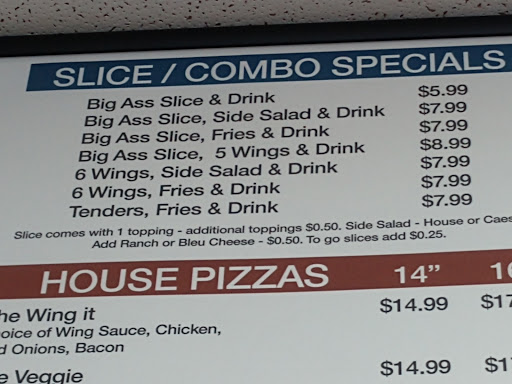 SLICE / COMBO SPECIALS
Big Ass Slice & Drink $5.99
Big Ass Slice, Side Salad & Drink $7.99
Big Ass Slice, Fries & Drink $7.99
Big Ass Slice, 5 Wings & Drink $8.99
6 Wings, Side Salad & Drink $7.99
6 Wings, Fries & Drink $7.99
Tenders, Fries & Drink $7.99
Slice comes with 1 topping - additional toppings $0.50. Side Salad - House or Caes
Add Ranch or Bleu Cheese - $0.50. To go slices add $0.25.
HOUSE PIZZAS 14” 1
he Wing it $14.99 $17
oice of Wing Sauce, Chicken,
d Onions, Bacon
e Veggie $14.99 $1